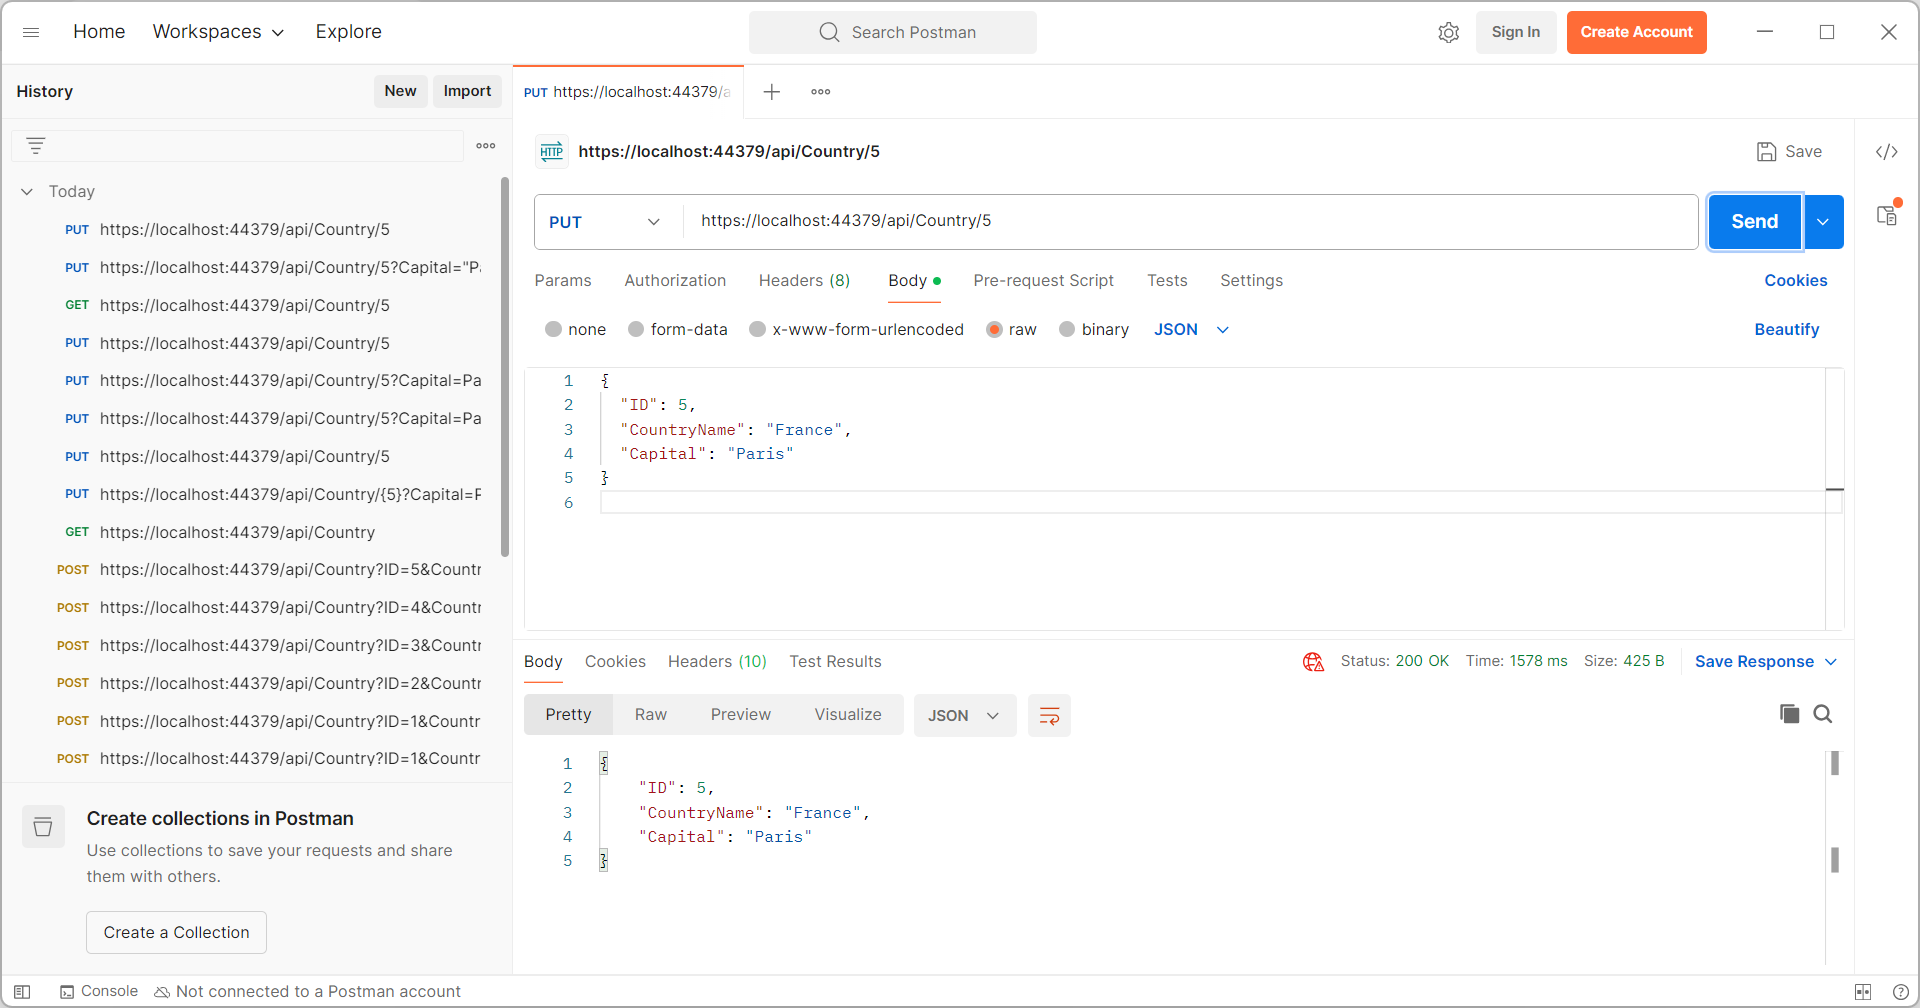 Home Workspaces Explore Search Postman Sign In Create Account
History New Import
PUT https://localhost:44379/a
Today
PUT https://localhost:44379/api/Country/5
PUT https://localhost:44379/api/Country/5?Capital="Pa
GET https://localhost:44379/api/Country/5
PUT https://localhost:44379/api/Country/5
PUT https://localhost:44379/api/Country/5?Capital=Pa
PUT https://localhost:44379/api/Country/5?Capital=Pa
PUT https://localhost:44379/api/Country/5
PUT https://localhost:44379/api/Country/{5}?Capital=P
GET https://localhost:44379/api/Country
POST https://localhost:44379/api/Country?ID=5&Countr
POST https://localhost:44379/api/Country?ID=4&Countr
POST https://localhost:44379/api/Country?ID=3&Countr
POST https://localhost:44379/api/Country?ID=2&Countr
POST https://localhost:44379/api/Country?ID=1&Countr
POST https://localhost:44379/api/Country?ID=1&Countr
Create collections in Postman
Use collections to save your requests and share
them with others.
Create a Collection
HTTP https://localhost:44379/api/Country/5 Save </>
PUT https://localhost:44379/api/Country/5 Send
Params Authorization Headers (8) Body Pre-request Script Tests Settings Cookies
none form-data x-www-form-urlencoded raw binary JSON Beautify
1 {
2 "ID": 5,
3 "CountryName": "France",
4 "Capital": "Paris"
5 }
6
Body Cookies Headers (10) Test Results Status: 200 OK Time: 1578 ms Size: 425 B Save Response
Pretty Raw Preview Visualize JSON
1 {
2 "ID": 5,
3 "CountryName": "France",
4 "Capital": "Paris"
5 }
Console Not connected to a Postman account